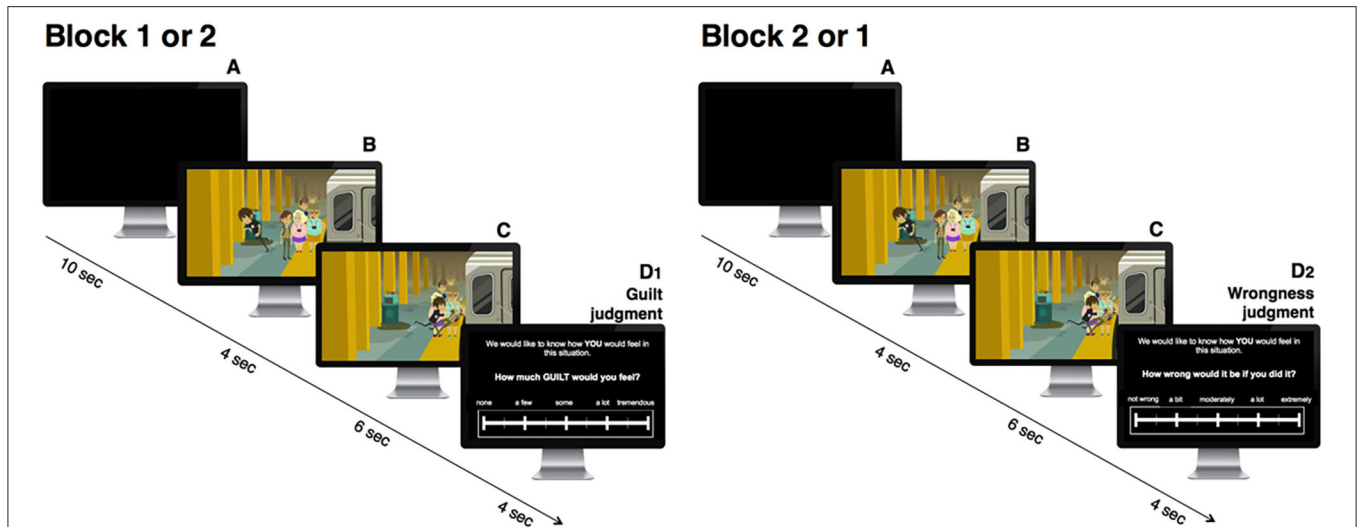 Block 1 or 2
A
B
C
D1
Guilt
judgment
We would like to know how YOU would feel in
this situation.
How much GUILT would you feel?
none a few some a lot tremendous
10 sec
4 sec
6 sec
4 sec
Block 2 or 1
A
B
C
D2
Wrongness
judgment
We would like to know how YOU would feel in
this situation.
How wrong would it be if you did it?
not wrong a bit moderately a lot extremely
10 sec
4 sec
6 sec
4 sec